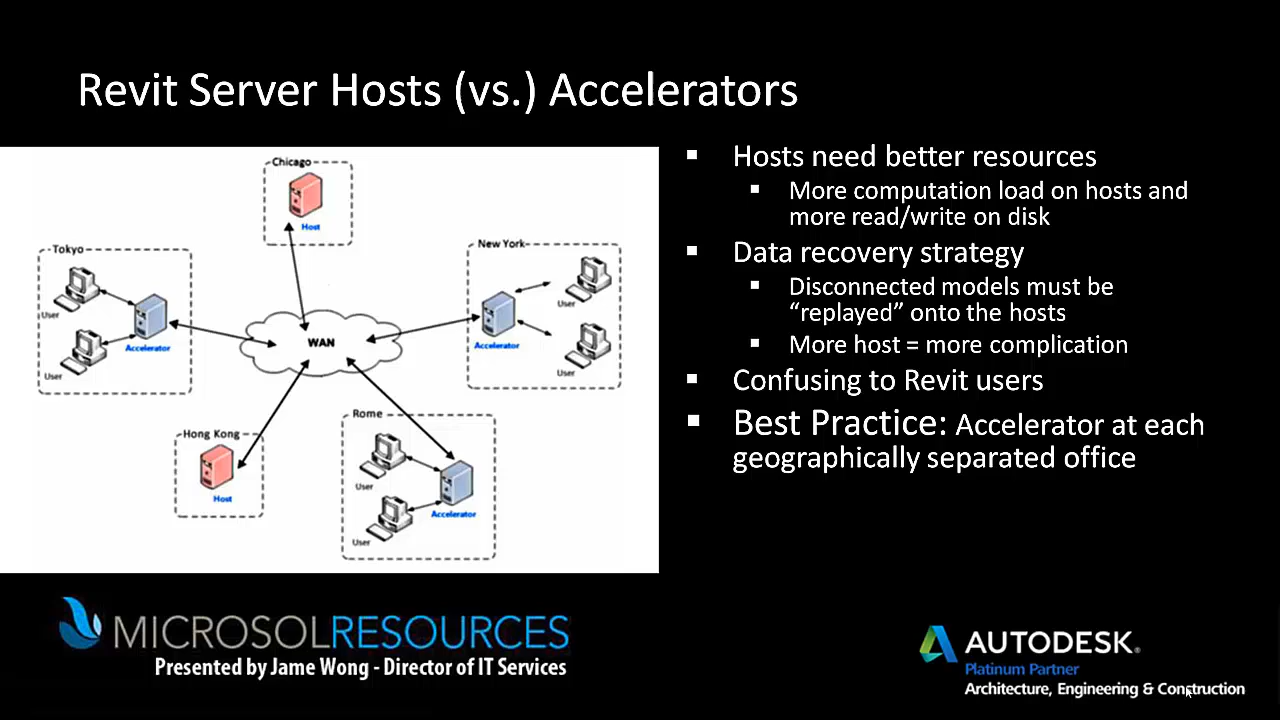 Revit Server Hosts (vs.) Accelerators
Chicago
Host
Tokyo
User
User
Accelerator
New York
Accelerator
User
User
WAN
Hong Kong
Host
Rome
User
User
Accelerator
▪ Hosts need better resources
▪ More computation load on hosts and
more read/write on disk
▪ Data recovery strategy
▪ Disconnected models must be
“replayed” onto the hosts
▪ More host = more complication
▪ Confusing to Revit users
▪ Best Practice: Accelerator at each
geographically separated office
MICROSOLRESOURCES
Presented by Jame Wong - Director of IT Services
AUTODESK®
Platinum Partner
Architecture, Engineering & Construction